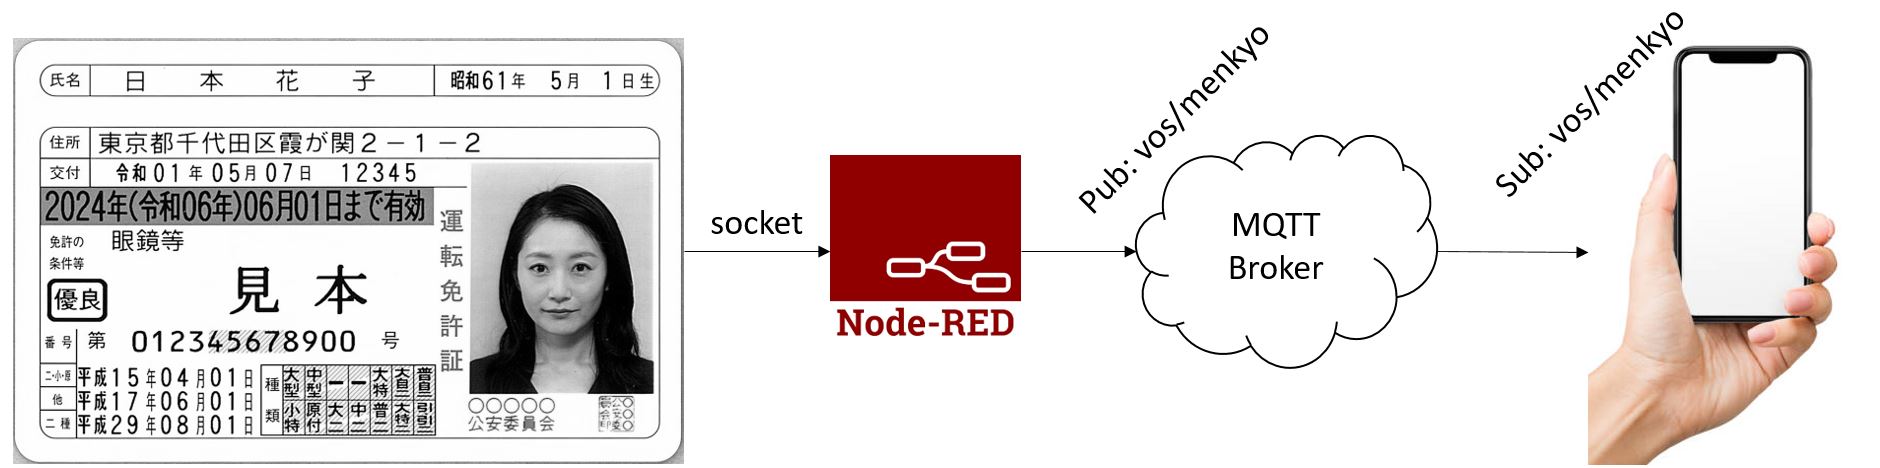 氏名 日本花子 昭和61年 5月 1日生
住所 東京都千代田区霞が関2-1-2
交付 令和01年05月07日 12345
2024年(令和06年)06月01日まで有効
免許の
条件等
眼鏡等
見本
優良
番号 第 012345678900 号
二・小・原 平成15年04月01日
他 平成17年06月01日
二種 平成29年08月01日
種類
大型 中型 ー ー 大特 大自二 普自二
小特 原付 大二 中二 普二 大特二 引引二
運転免許証
○○○○○
公安委員会
socket
Node-RED
Pub: vos/menkyo
MQTT
Broker
Sub: vos/menkyo